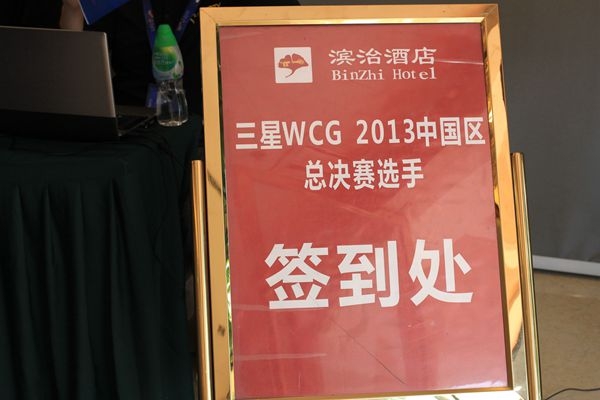 滨治酒店
BinZhi Hotel
三星WCG 2013中国区
总决赛选手
签到处